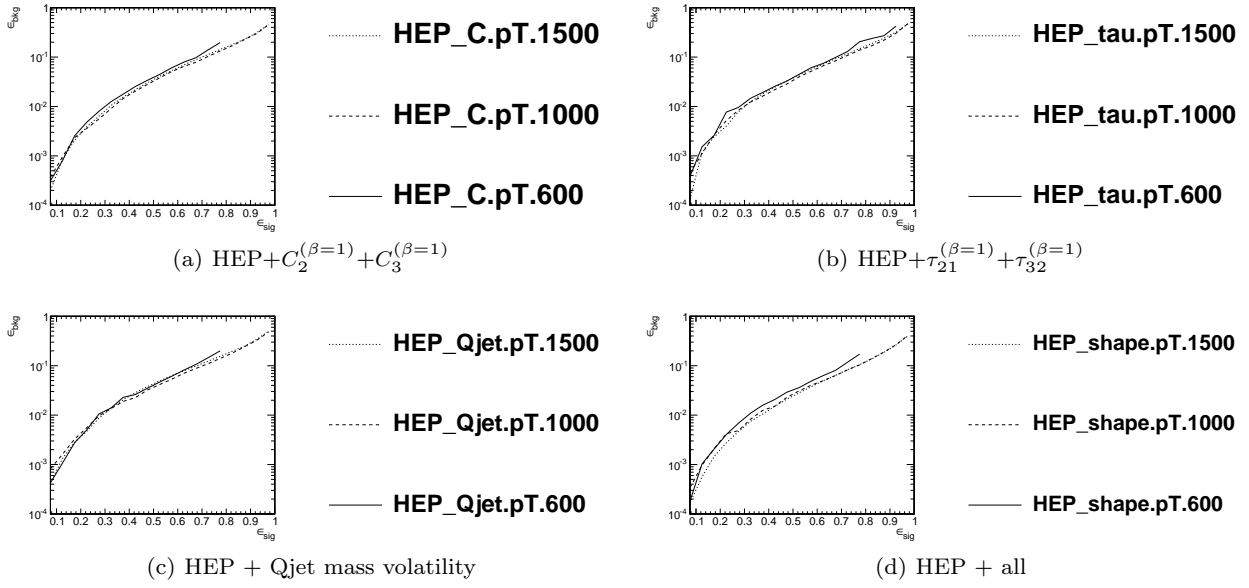 ϵbkg
1
10^-1
10^-2
10^-3
10^-4
0.1 0.2 0.3 0.4 0.5 0.6 0.7 0.8 0.9 1
ϵsig
HEP_C.pT.1500
HEP_C.pT.1000
HEP_C.pT.600
(a) HEP+C_2^(β=1)+C_3^(β=1)
ϵbkg
1
10^-1
10^-2
10^-3
10^-4
0.1 0.2 0.3 0.4 0.5 0.6 0.7 0.8 0.9 1
ϵsig
HEP_tau.pT.1500
HEP_tau.pT.1000
HEP_tau.pT.600
(b) HEP+τ_21^(β=1)+τ_32^(β=1)
ϵbkg
1
10^-1
10^-2
10^-3
10^-4
0.1 0.2 0.3 0.4 0.5 0.6 0.7 0.8 0.9 1
ϵsig
HEP_Qjet.pT.1500
HEP_Qjet.pT.1000
HEP_Qjet.pT.600
(c) HEP + Qjet mass volatility
ϵbkg
1
10^-1
10^-2
10^-3
10^-4
0.1 0.2 0.3 0.4 0.5 0.6 0.7 0.8 0.9 1
ϵsig
HEP_shape.pT.1500
HEP_shape.pT.1000
HEP_shape.pT.600
(d) HEP + all